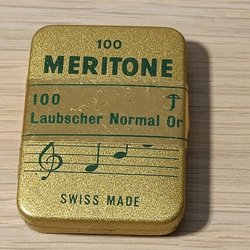 100
MERITONE
100
Laubscher Normal Or
SWISS MADE